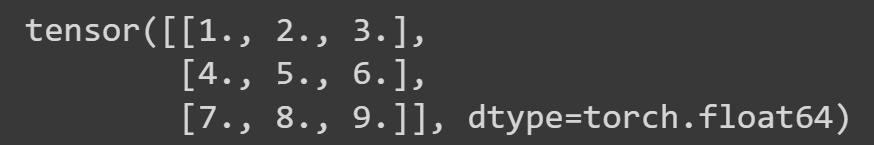 tensor([[1., 2., 3.],
        [4., 5., 6.],
        [7., 8., 9.]], dtype=torch.float64)